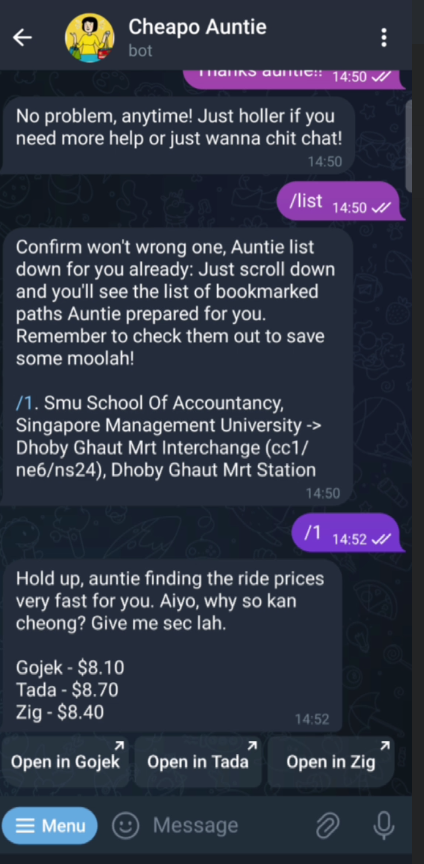 Cheapo Auntie
bot
Thanks auntie!! 14:50
No problem, anytime! Just holler if you
need more help or just wanna chit chat!
14:50
/list 14:50
Confirm won't wrong one, Auntie list
down for you already: Just scroll down
and you'll see the list of bookmarked
paths Auntie prepared for you.
Remember to check them out to save
some moolah!
/1. Smu School Of Accountancy,
Singapore Management University ->
Dhoby Ghaut Mrt Interchange (cc1/
ne6/ns24), Dhoby Ghaut Mrt Station
14:50
/1 14:52
Hold up, auntie finding the ride prices
very fast for you. Aiyo, why so kan
cheong? Give me sec lah.
Gojek - $8.10
Tada - $8.70
Zig - $8.40
14:52
Open in Gojek Open in Tada Open in Zig
Menu Message